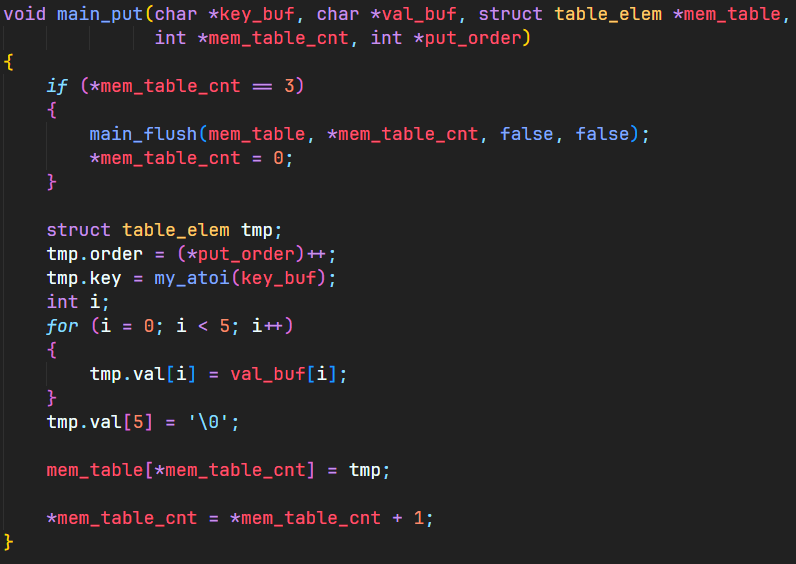 void main_put(char *key_buf, char *val_buf, struct table_elem *mem_table,
              int *mem_table_cnt, int *put_order)
{
    if (*mem_table_cnt == 3)
    {
        main_flush(mem_table, *mem_table_cnt, false, false);
        *mem_table_cnt = 0;
    }

    struct table_elem tmp;
    tmp.order = (*put_order)++;
    tmp.key = my_atoi(key_buf);
    int i;
    for (i = 0; i < 5; i++)
    {
        tmp.val[i] = val_buf[i];
    }
    tmp.val[5] = '\0';

    mem_table[*mem_table_cnt] = tmp;

    *mem_table_cnt = *mem_table_cnt + 1;
}